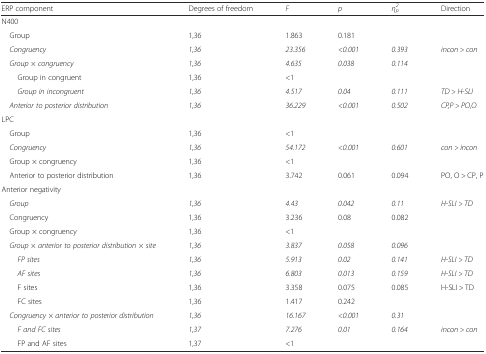 ERP component Degrees of freedom F p η²p Direction
N400
Group 1,36 1.863 0.181
Congruency 1,36 23.356 <0.001 0.393 incon > con
Group × congruency 1,36 4.635 0.038 0.114
Group in congruent 1,36 <1
Group in incongruent 1,36 4.517 0.04 0.111 TD > H-SLI
Anterior to posterior distribution 1,36 36.229 <0.001 0.502 CP,P > PO,O
LPC
Group 1,36 <1
Congruency 1,36 54.172 <0.001 0.601 con > incon
Group × congruency 1,36 <1
Anterior to posterior distribution 1,36 3.742 0.061 0.094 PO, O > CP, P
Anterior negativity
Group 1,36 4.43 0.042 0.11 H-SLI > TD
Congruency 1,36 3.236 0.08 0.082
Group × congruency 1,36 <1
Group × anterior to posterior distribution × site 1,36 3.837 0.058 0.096
FP sites 1,36 5.913 0.02 0.141 H-SLI > TD
AF sites 1,36 6.803 0.013 0.159 H-SLI > TD
F sites 1,36 3.358 0.075 0.085 H-SLI > TD
FC sites 1,36 1.417 0.242
Congruency × anterior to posterior distribution 1,36 16.167 <0.001 0.31
F and FC sites 1,37 7.276 0.01 0.164 incon > con
FP and AF sites 1,37 <1